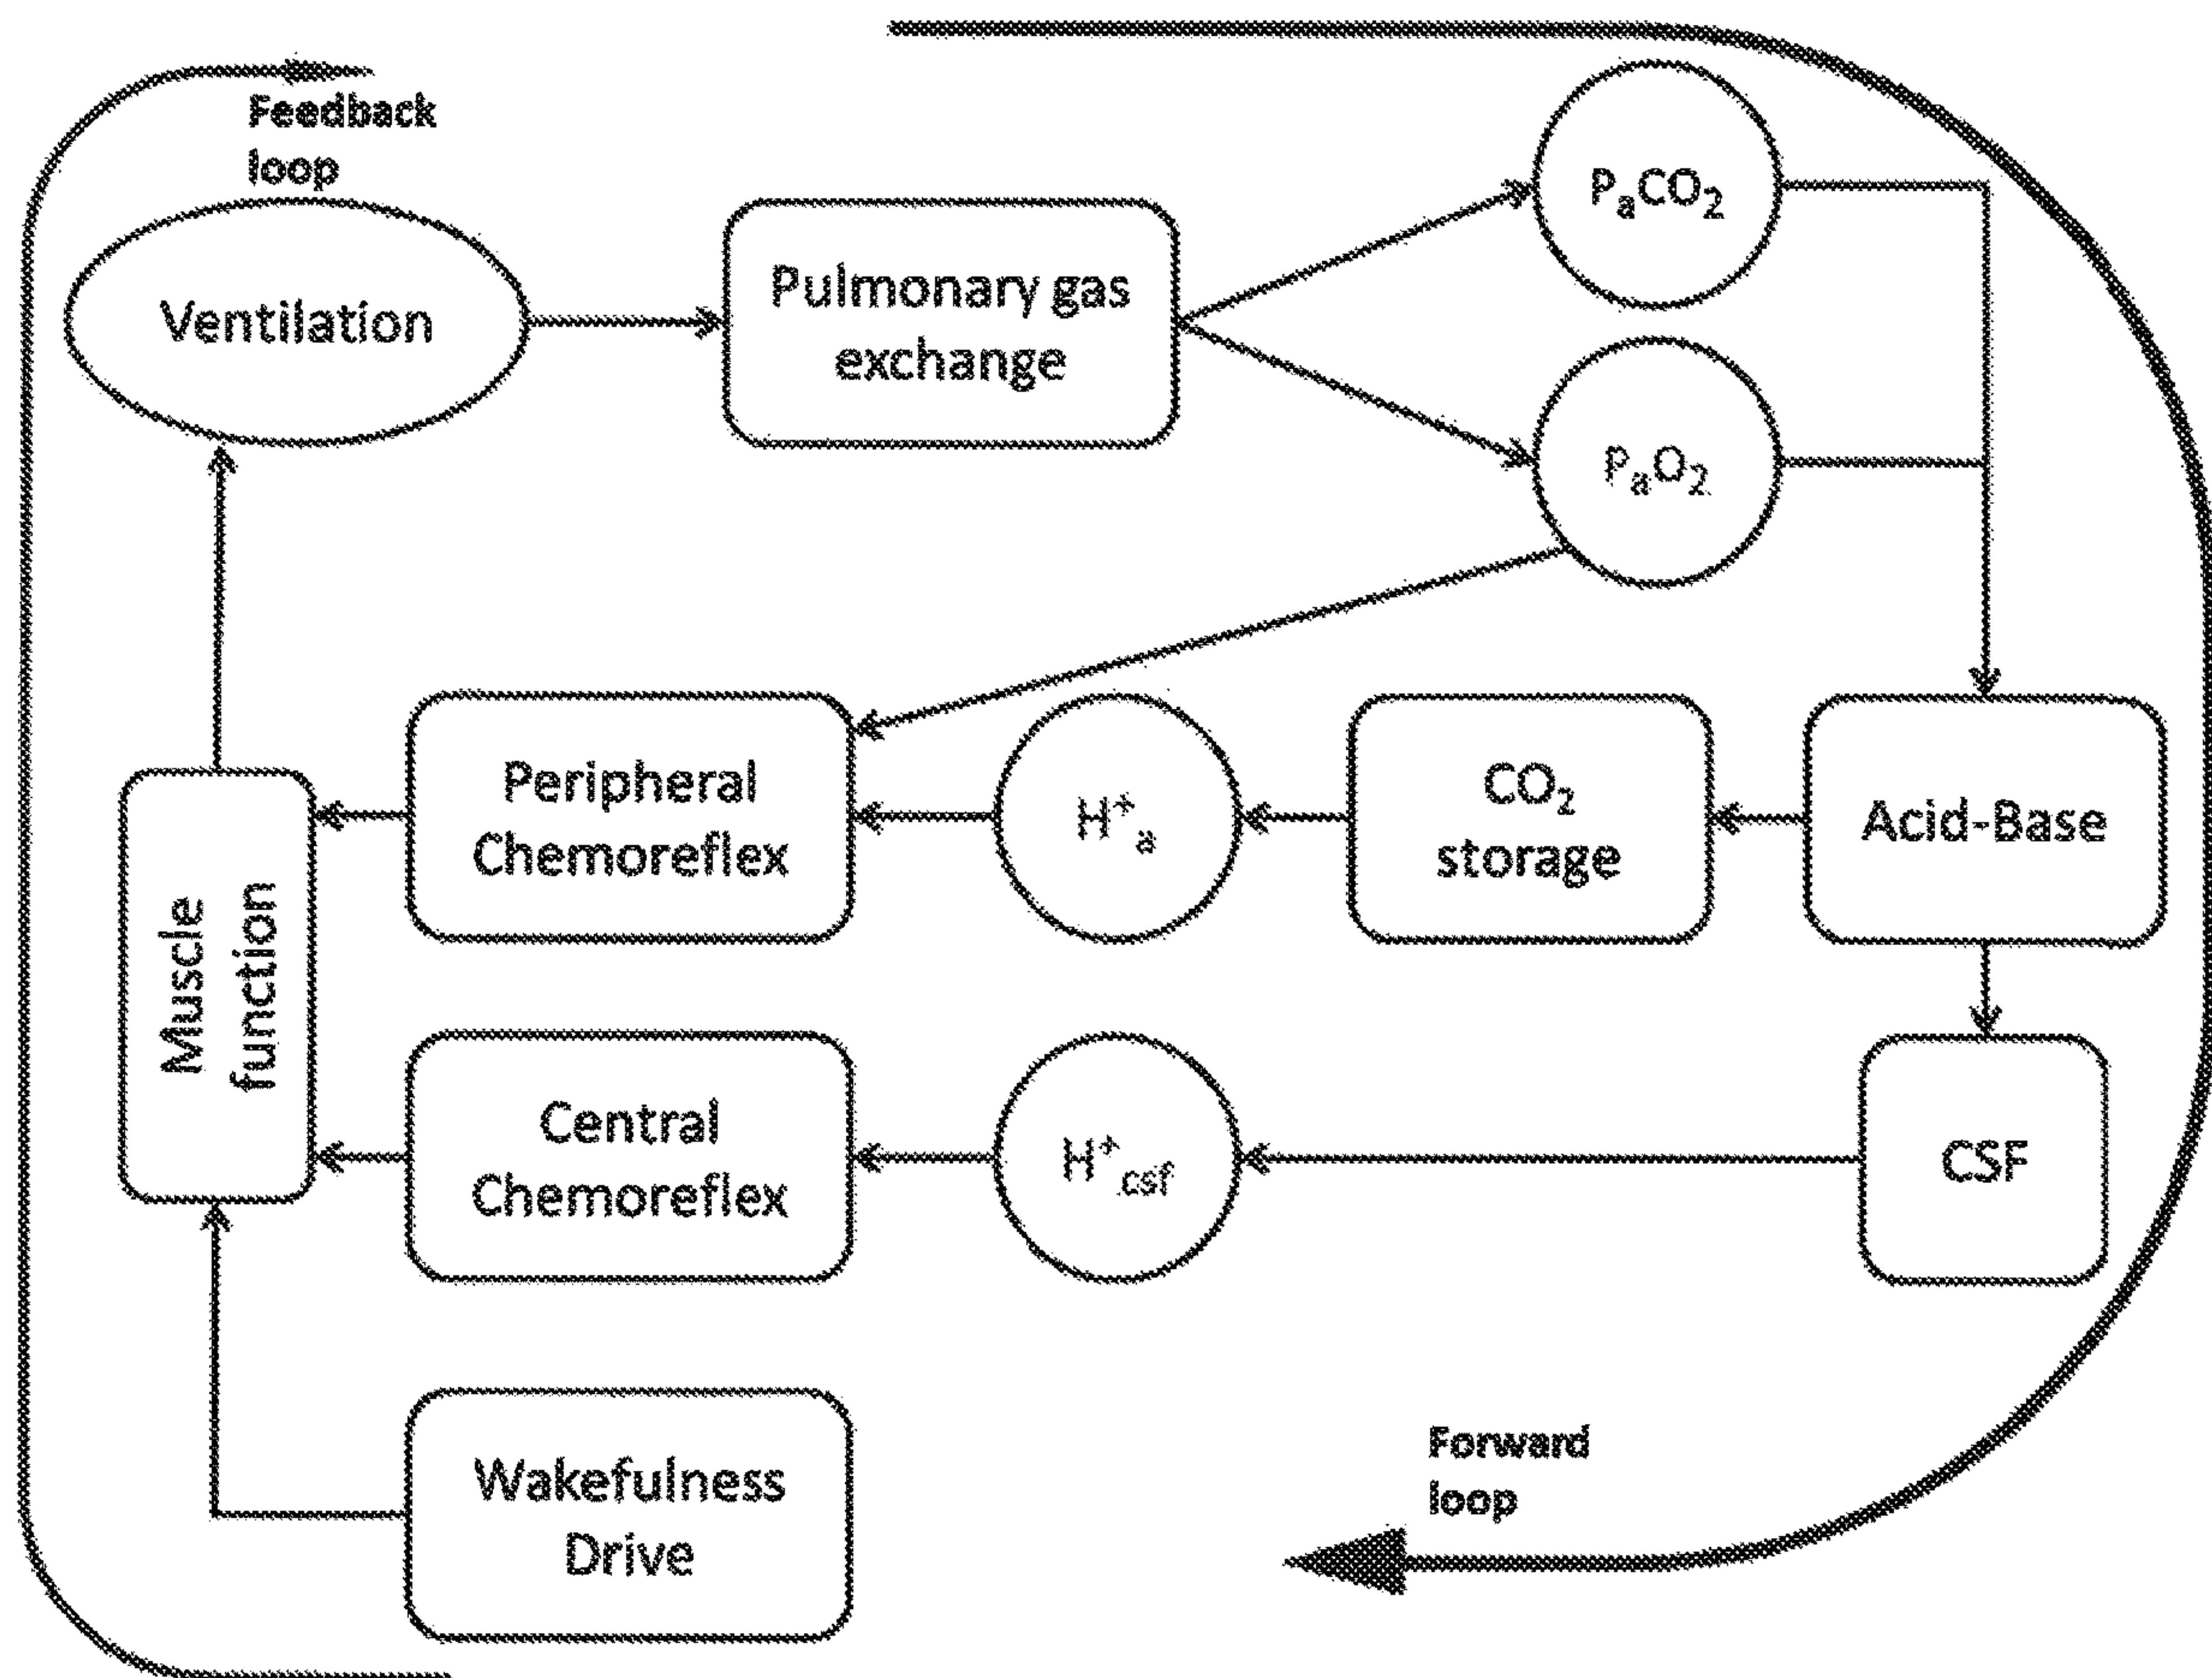 Feedback
loop
Ventilation
Pulmonary gas
exchange
PₐCO₂
PₐO₂
Peripheral
Chemoreflex
H⁺ₐ
CO₂
storage
Acid-Base
Muscle
function
Central
Chemoreflex
H⁺csf
CSF
Wakefulness
Drive
Forward
loop